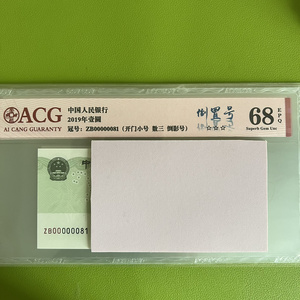 ACG
AI CANG GUARANTY
中国人民银行
2019年壹圆
冠号：ZB00000081（开门小号 数三 倒影号）
倒置号
☆☆☆
68
EPQ
Superb Gem Unc
中
ZB00000081